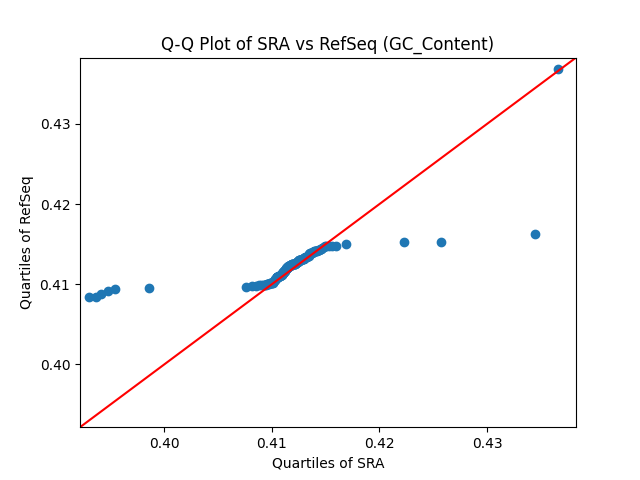 Q-Q Plot of SRA vs RefSeq (GC_Content)
0.43
0.42
0.41
0.40
Quartiles of RefSeq
0.40 0.41 0.42 0.43
Quartiles of SRA